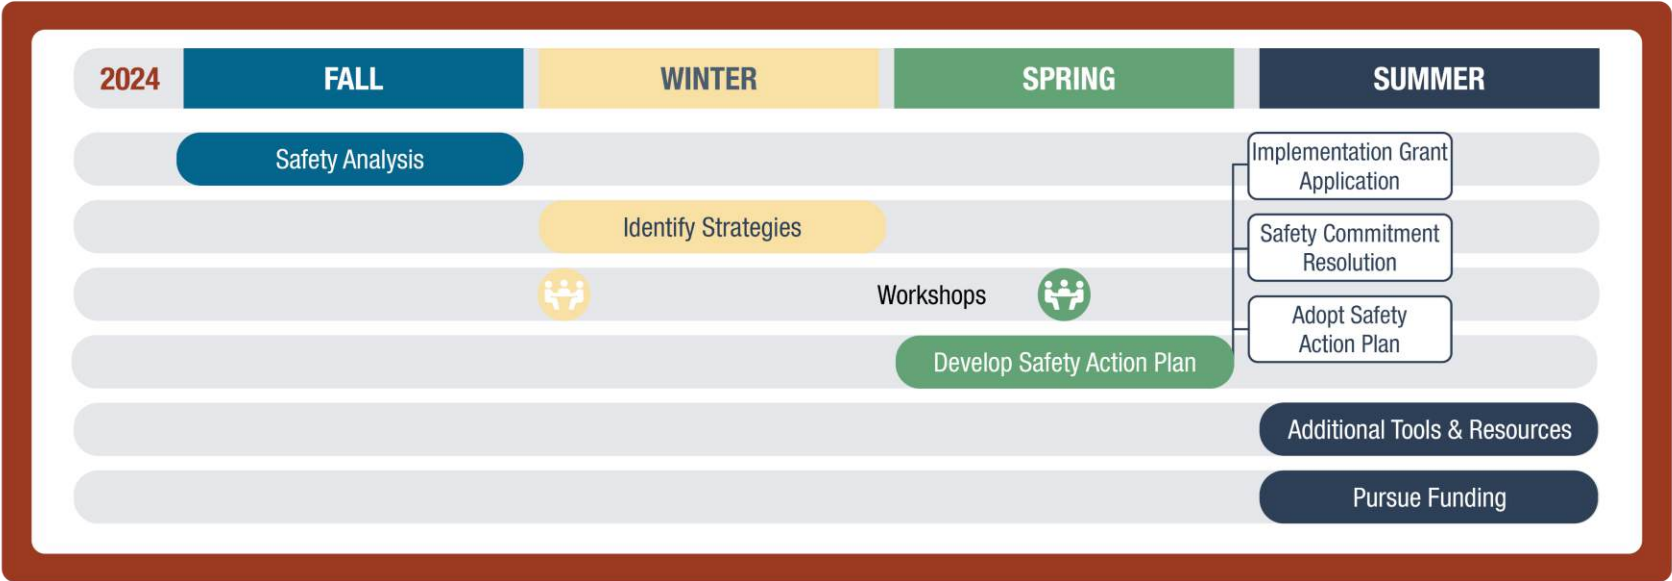 2024 FALL WINTER SPRING SUMMER
Safety Analysis
Implementation Grant
Application
Identify Strategies
Safety Commitment
Resolution
Workshops
Adopt Safety
Action Plan
Develop Safety Action Plan
Additional Tools & Resources
Pursue Funding